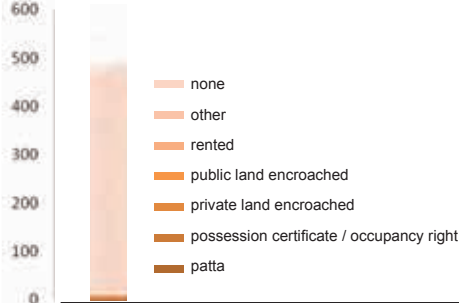 600
500
400
300
200
100
0
none
other
rented
public land encroached
private land encroached
possession certificate / occupancy right
patta